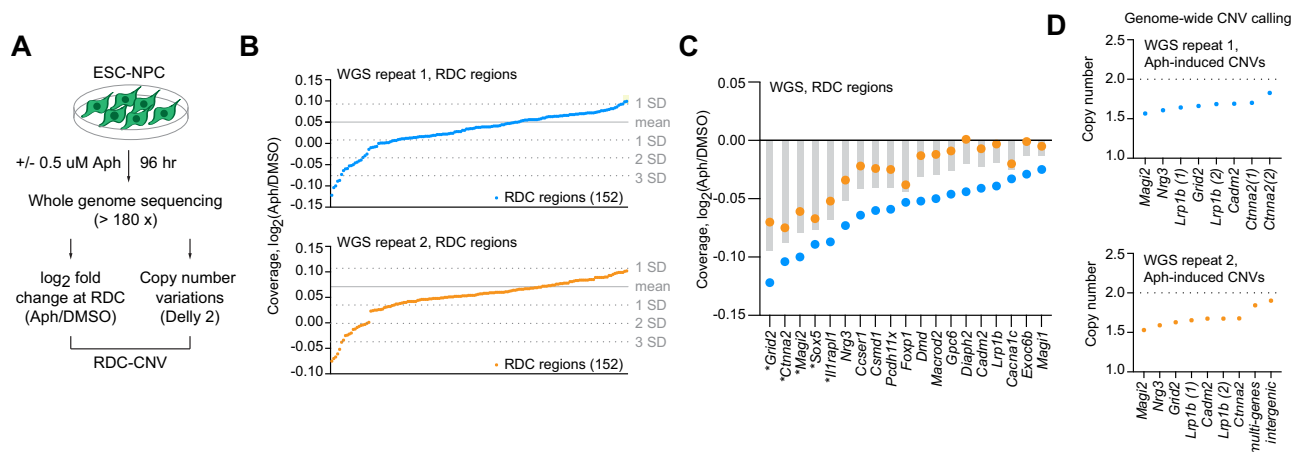 A
ESC-NPC
+/- 0.5 uM Aph
96 hr
Whole genome sequencing
(> 180 x)
log2 fold
change at RDC
(Aph/DMSO)
Copy number
variations
(Delly 2)
RDC-CNV
B
Coverage, log2(Aph/DMSO)
WGS repeat 1, RDC regions
0.15
0.10
0.05
0.00
-0.05
-0.10
-0.15
1 SD
mean
1 SD
2 SD
3 SD
RDC regions (152)
WGS repeat 2, RDC regions
0.15
0.10
0.05
0.00
-0.05
-0.10
1 SD
mean
1 SD
2 SD
3 SD
RDC regions (152)
C
Coverage, log2(Aph/DMSO)
WGS, RDC regions
0.05
0.00
-0.05
-0.10
-0.15
*Grid2
*Ctnna2
*Magi2
*Sox5
*Il1rapl1
Nrg3
Ccser1
Csmd1
Pcdh11x
Foxp1
Dmd
Macrod2
Gpc6
Diaph2
Cadm2
Lrp1b
Cacna1c
Exoc6b
Magi1
D
Genome-wide CNV calling
Copy number
2.5
2.0
1.5
1.0
WGS repeat 1,
Aph-induced CNVs
Magi2
Nrg3
Lrp1b (1)
Grid2
Lrp1b (2)
Cadm2
Ctnna2(1)
Ctnna2(2)
Copy number
2.5
2.0
1.5
1.0
WGS repeat 2,
Aph-induced CNVs
Magi2
Nrg3
Grid2
Lrp1b (1)
Cadm2
Lrp1b (2)
Ctnna2
multi-genes
intergenic